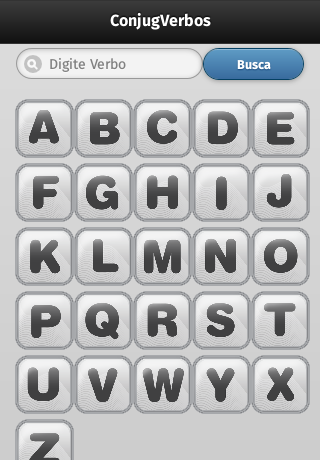 ConjugVerbos
Digite Verbo Busca
A B C D E
F G H I J
K L M N O
P Q R S T
U V W Y X
Z